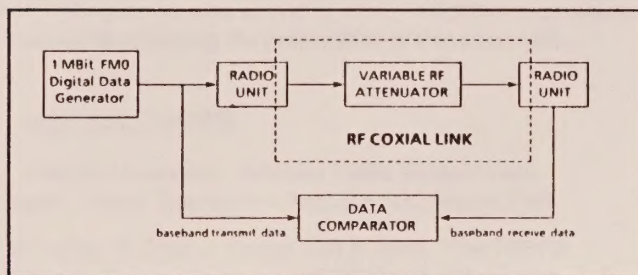 1 MBit FM0
Digital Data
Generator
RADIO
UNIT
VARIABLE RF
ATTENUATOR
RADIO
UNIT
RF COXIAL LINK
DATA
COMPARATOR
baseband transmit data
baseband receive data